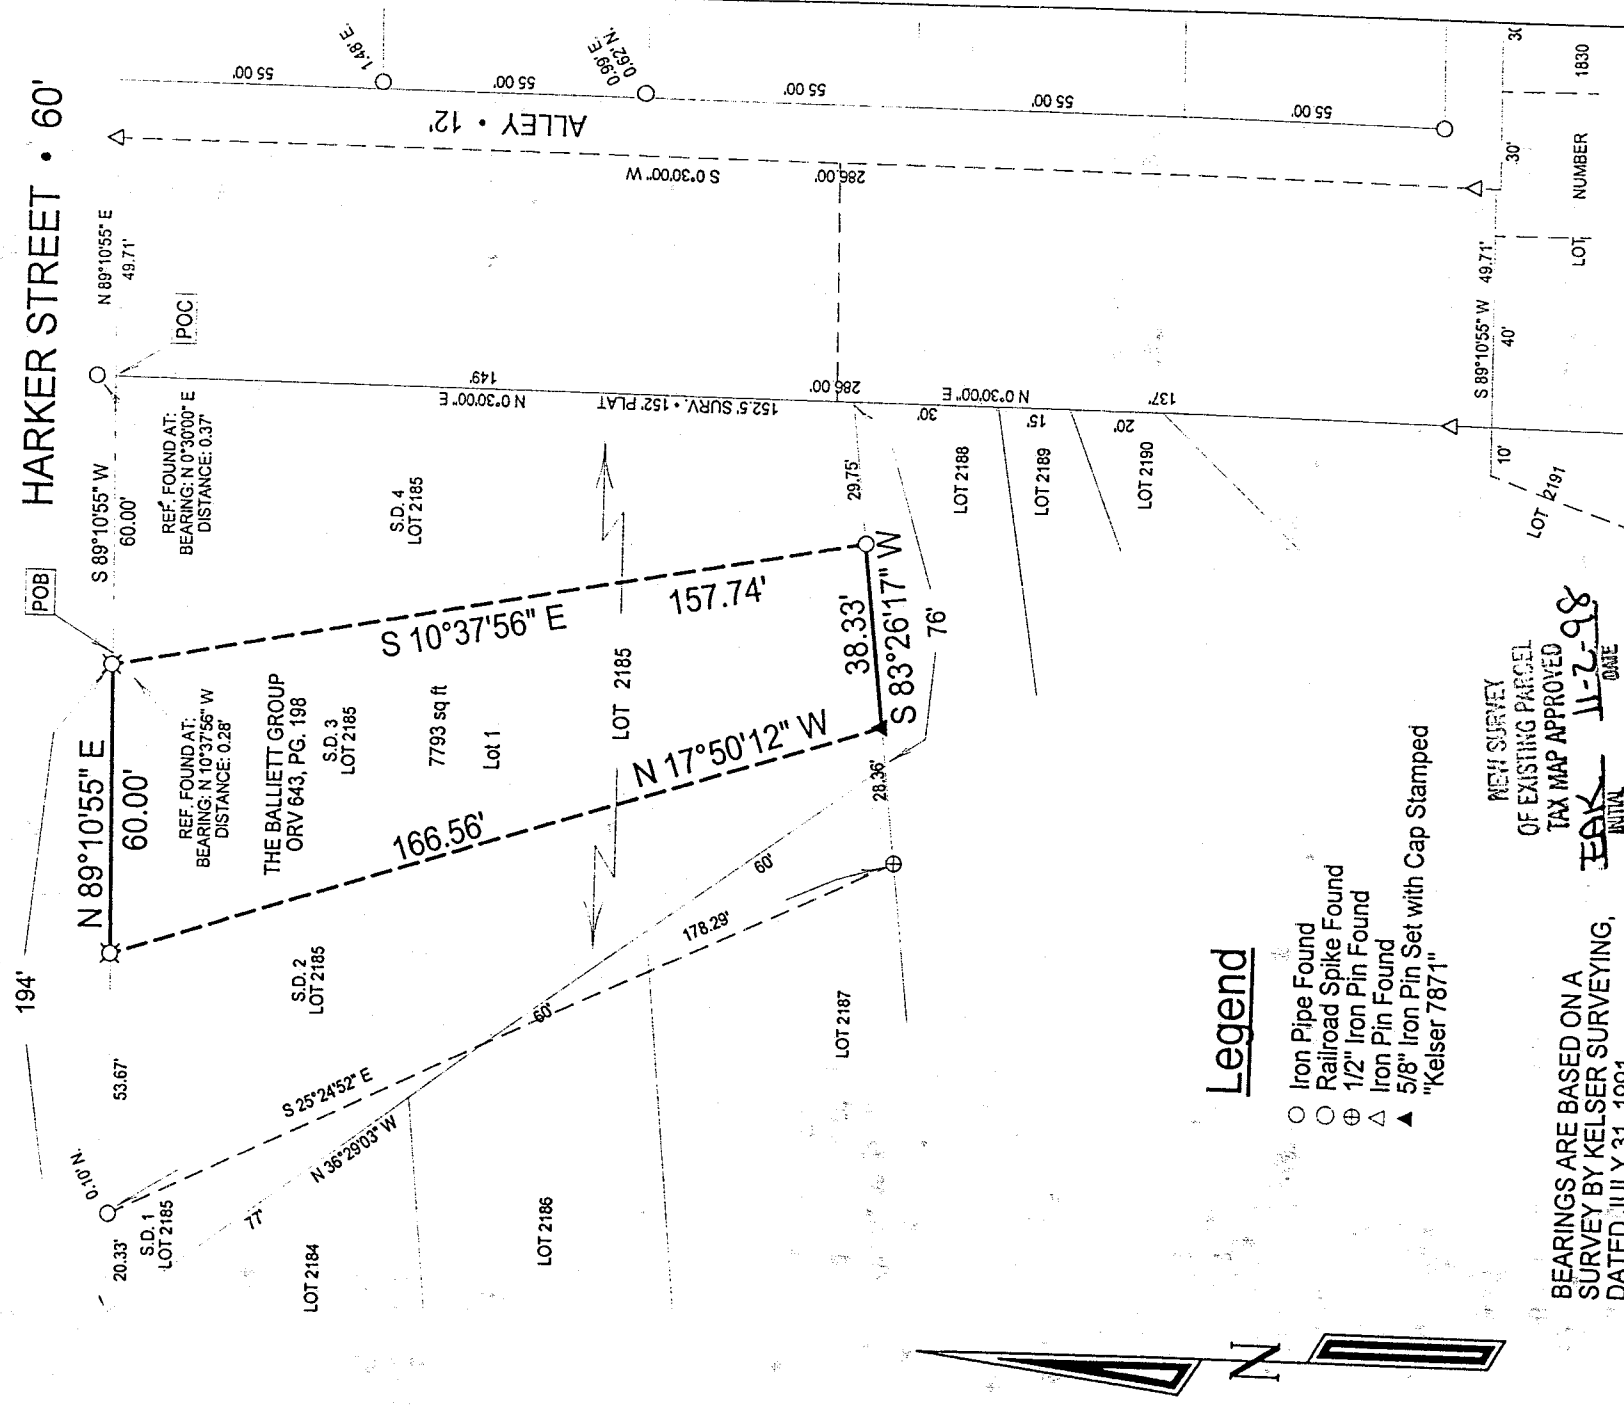 HARKER STREET • 60'
194'
20.33'
0.10' N.
53.67'
N 89°10'55" E
60.00'
POB
S 89°10'55" W
60.00'
N 89°10'55" E
49.71'
POC
55.00'
1.48' E.
55.00'
0.99' E.
0.62' N.
55.00'
55.00'
55.00'
ALLEY • 12'
S 0°30'00" W
286.00'
REF. FOUND AT:
BEARING: N 0°30'00" E
DISTANCE: 0.37'
REF. FOUND AT:
BEARING: N 10°37'56" W
DISTANCE: 0.28'
THE BALLIETT GROUP
ORV 643, PG. 198
S.D. 3
LOT 2185
7793 sq ft
Lot 1
S.D. 4
LOT 2185
S.D. 2
LOT 2185
S.D. 1
LOT 2185
S 10°37'56" E
157.74'
LOT 2185
N 17°50'12" W
166.56'
38.33'
S 83°26'17" W
76'
28.36'
29.75'
149'
N 0°30'00" E
152.5' SURV. • 152' PLAT
286.00'
N 0°30'00" E
30'
15'
20'
137'
S 25°24'52" E
178.29'
N 36°29'03" W
77'
60'
60'
LOT 2184
LOT 2186
LOT 2187
LOT 2188
LOT 2189
LOT 2190
LOT 2191
10'
S 89°10'55" W 49.71'
40'
30'
LOT NUMBER 1830
Legend
Iron Pipe Found
Railroad Spike Found
1/2" Iron Pin Found
Iron Pin Found
5/8" Iron Pin Set with Cap Stamped
"Kelser 7871"
N
NEW SURVEY
OF EXISTING PARCEL
TAX MAP APPROVED
11-2-98
INITIAL DATE
BEARINGS ARE BASED ON A
SURVEY BY KELSER SURVEYING,
DATED JULY 31, 1991